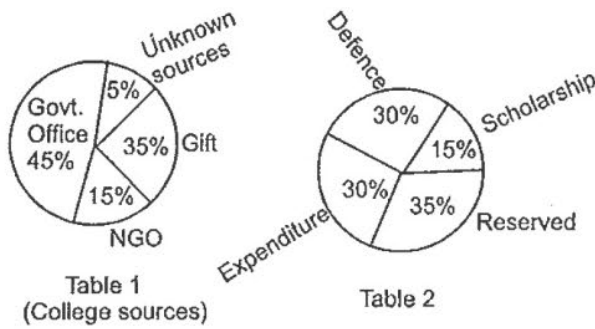 Unknown
sources
5%
Govt.
Office
45%
35%
Gift
15%
NGO
Table 1
(College sources)
Defence
30%
Scholarship
15%
30%
35%
Expenditure
Reserved
Table 2